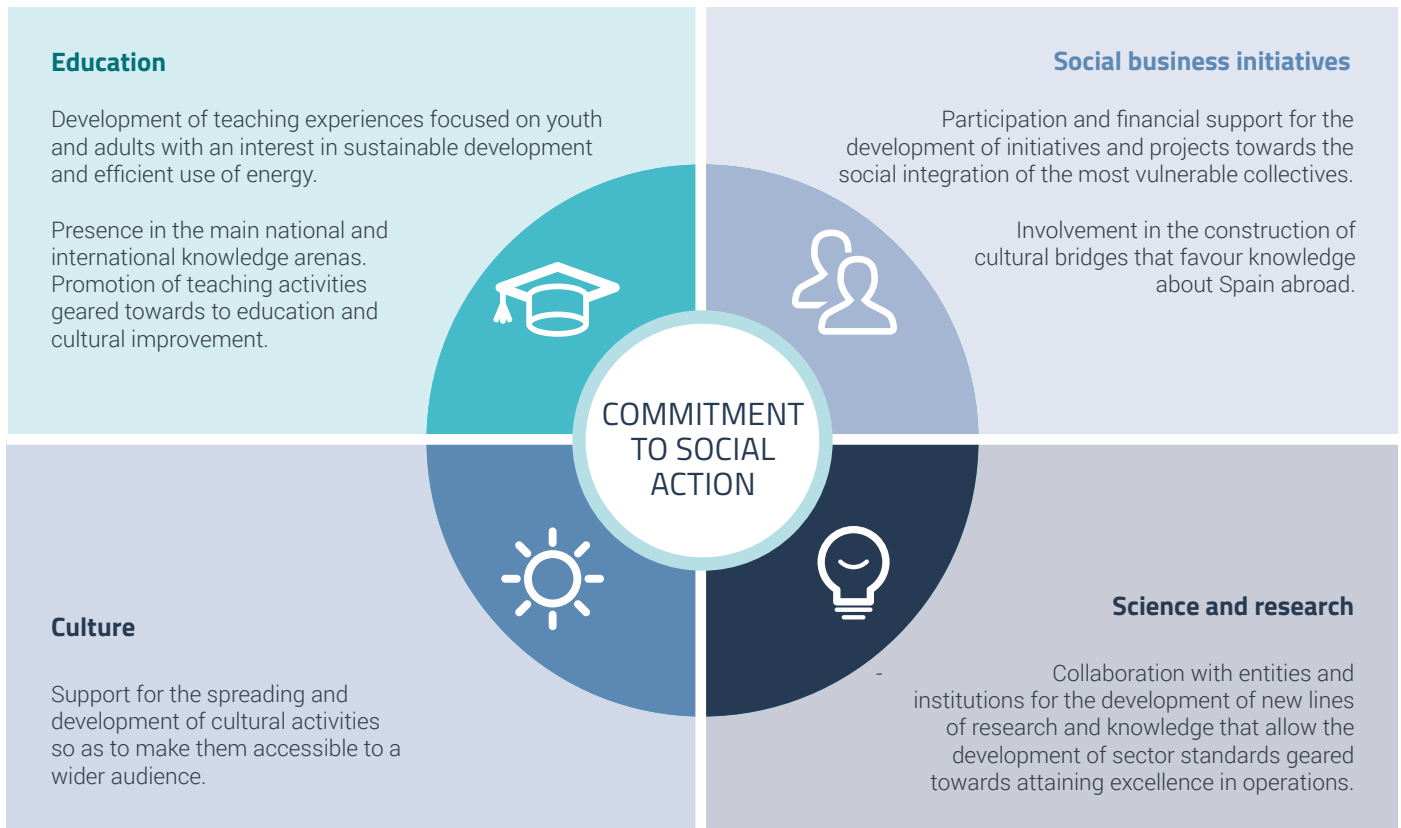 Education
Development of teaching experiences focused on youth
and adults with an interest in sustainable development
and efficient use of energy.
Presence in the main national and
international knowledge arenas.
Promotion of teaching activities
geared towards to education and
cultural improvement.
Social business initiatives
Participation and financial support for the
development of initiatives and projects towards the
social integration of the most vulnerable collectives.
Involvement in the construction of
cultural bridges that favour knowledge
about Spain abroad.
COMMITMENT
TO SOCIAL
ACTION
Culture
Support for the spreading and
development of cultural activities
so as to make them accessible to a
wider audience.
Science and research
- Collaboration with entities and
institutions for the development of new lines
of research and knowledge that allow the
development of sector standards geared
towards attaining excellence in operations.